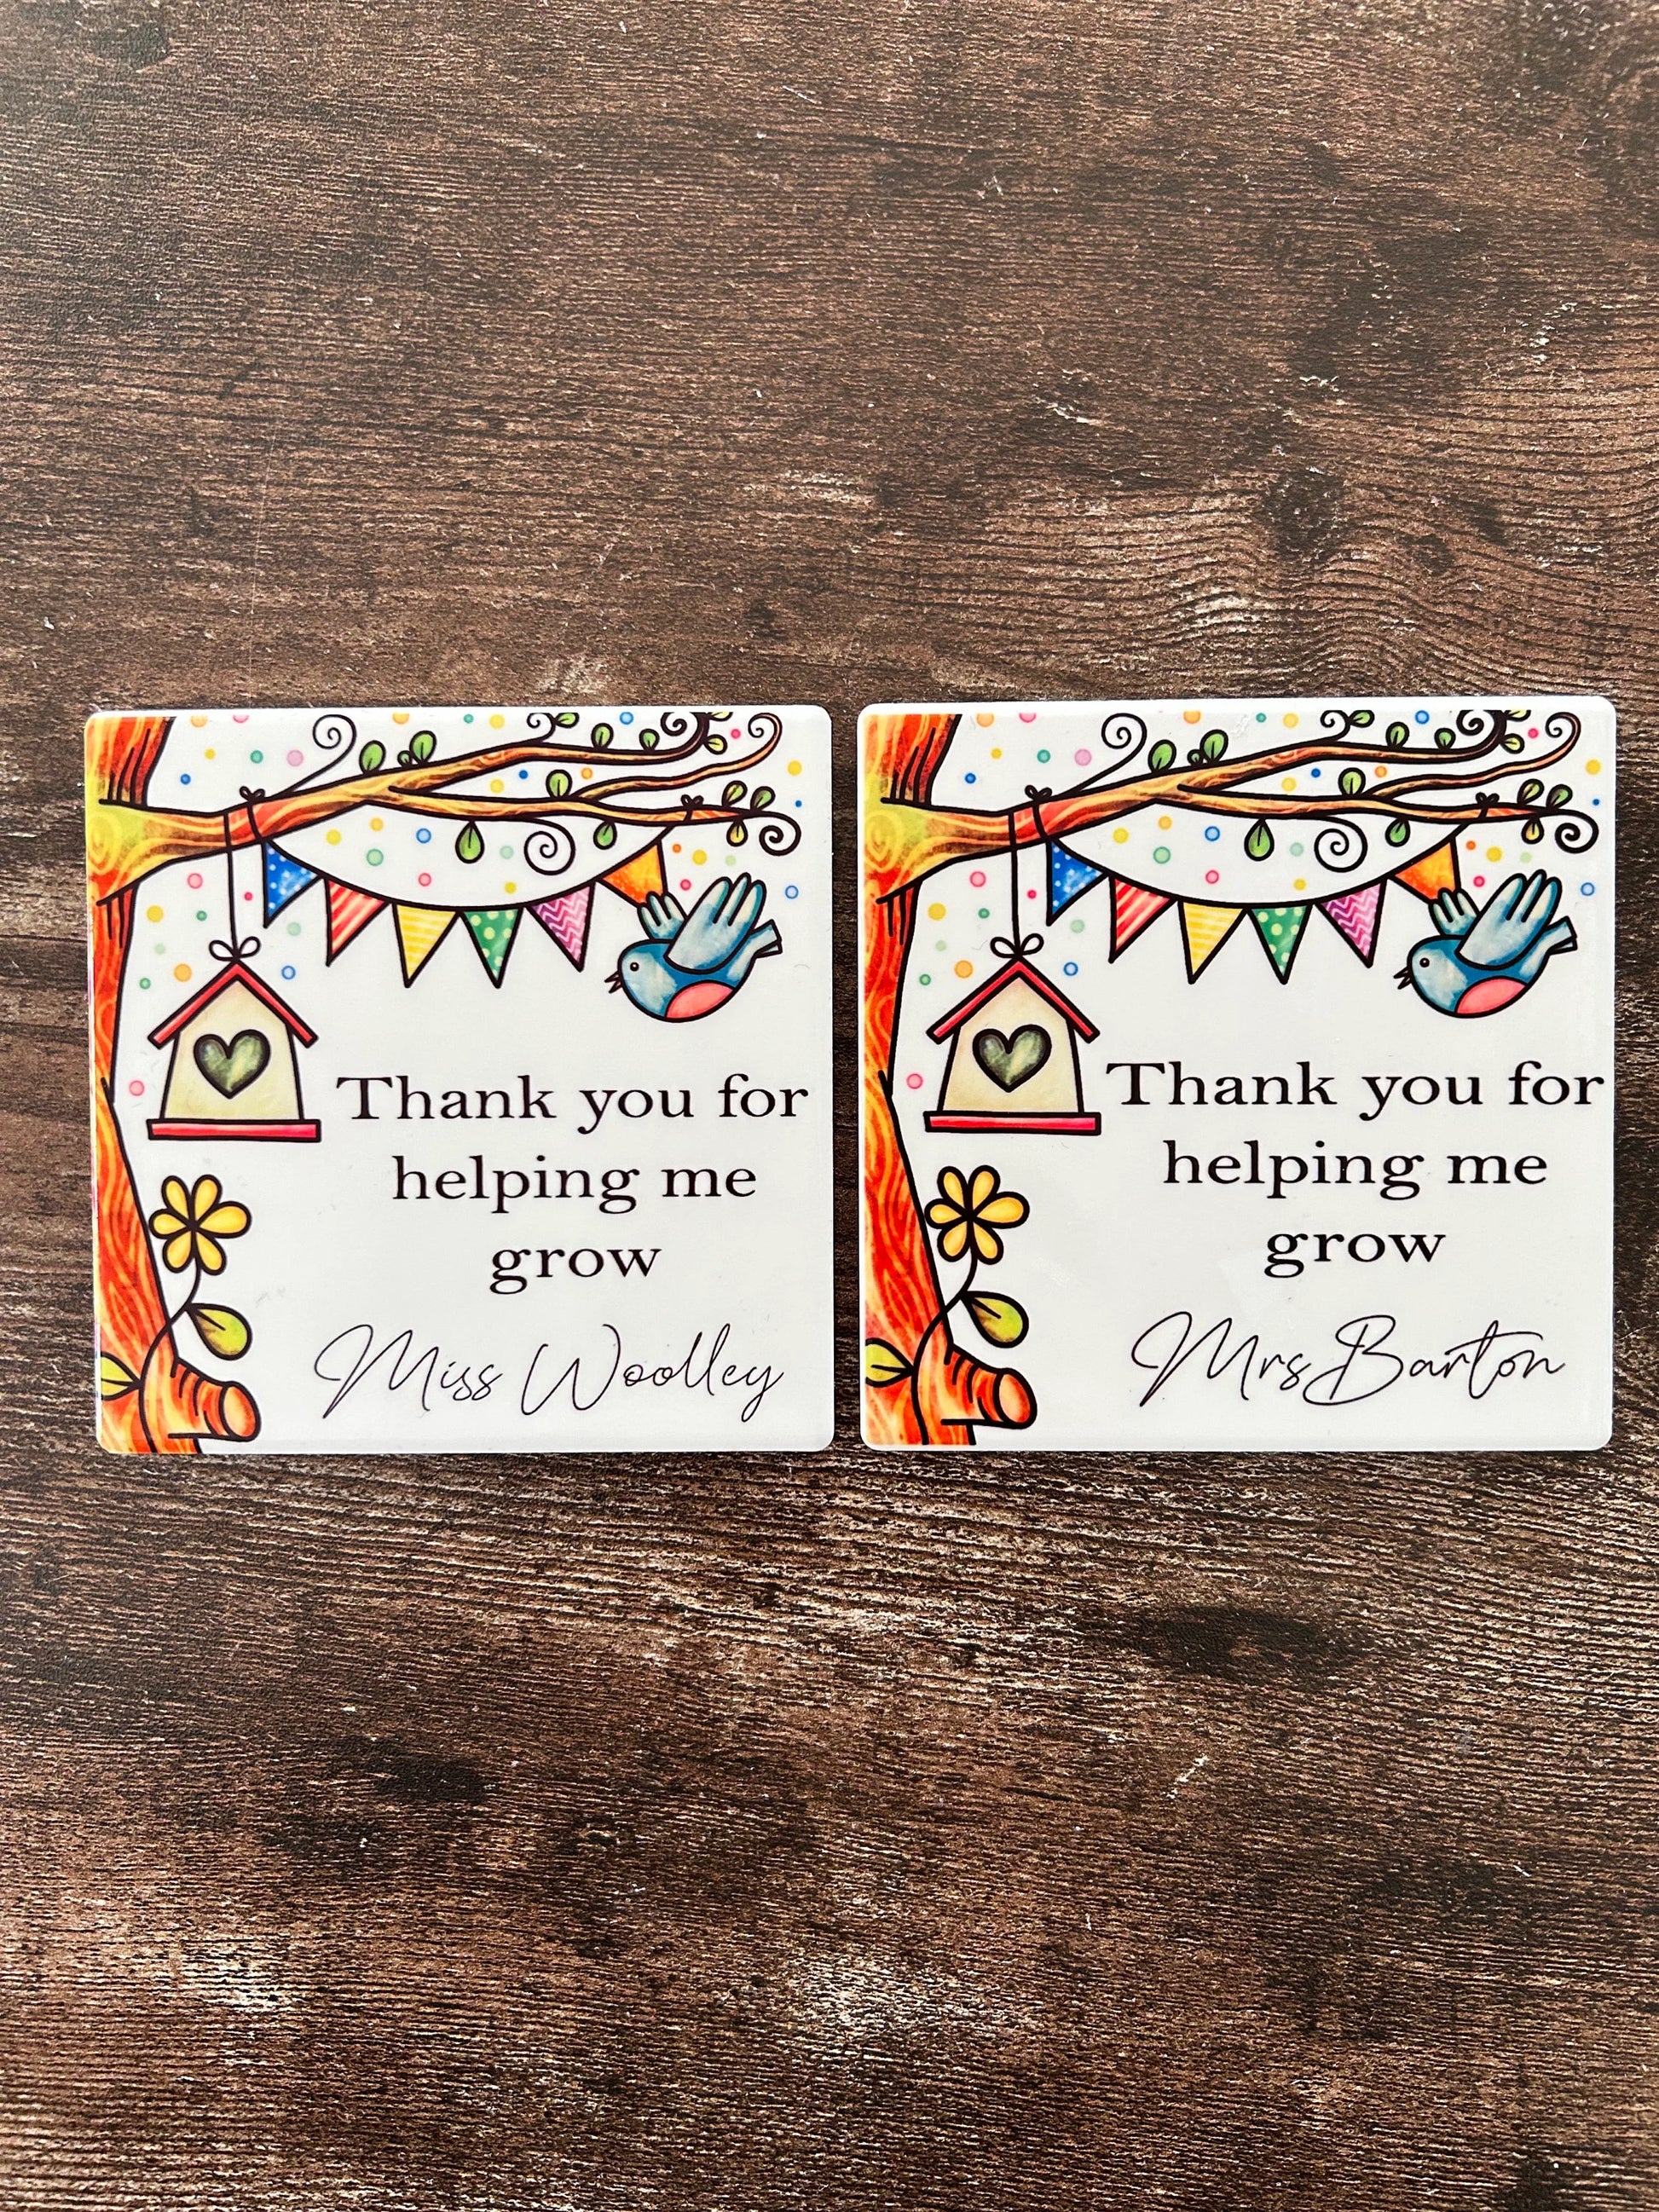 Thank you for
helping me
grow
Miss Woolley
Thank you for
helping me
grow
Mrs Barton